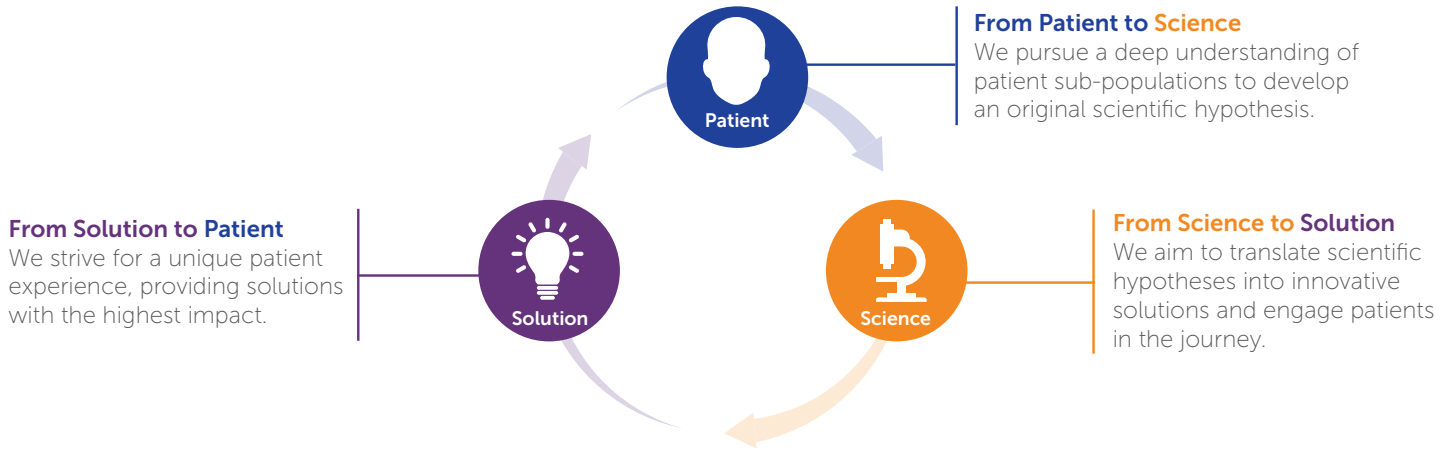 Patient
From Patient to Science
We pursue a deep understanding of
patient sub-populations to develop
an original scientific hypothesis.
Science
From Science to Solution
We aim to translate scientific
hypotheses into innovative
solutions and engage patients
in the journey.
Solution
From Solution to Patient
We strive for a unique patient
experience, providing solutions
with the highest impact.